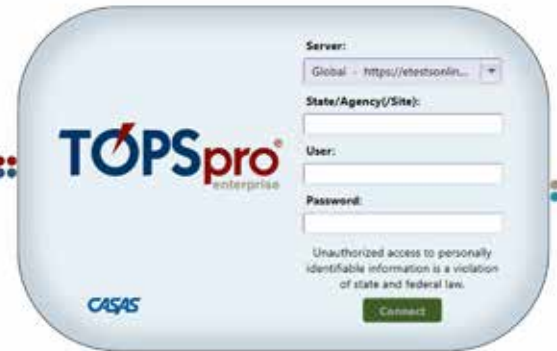 Server:
Global - https://etestsonlin...
State/Agency(/Site):
TOPSpro®
enterprise
User:
Password:
Unauthorized access to personally
identifiable information is a violation
of state and federal law.
CASAS
Connect